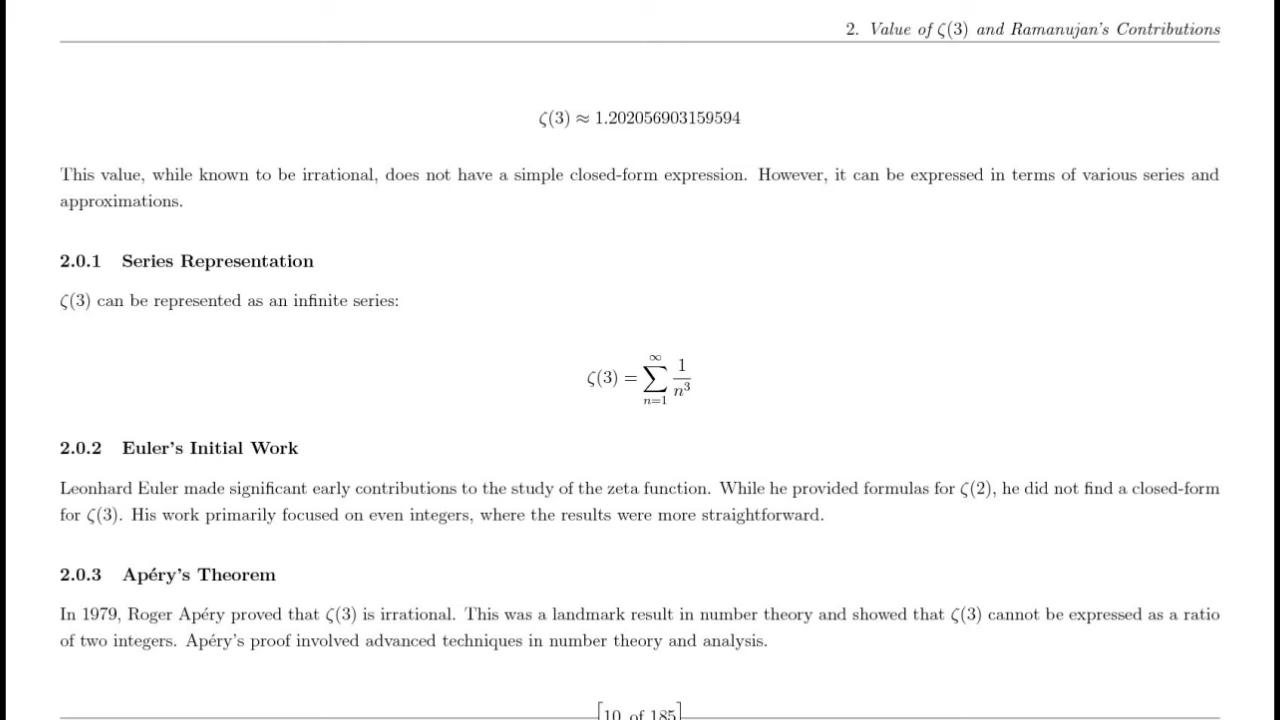 2. Value of ζ(3) and Ramanujan's Contributions
ζ(3) ≈ 1.202056903159594
This value, while known to be irrational, does not have a simple closed-form expression. However, it can be expressed in terms of various series and
approximations.
2.0.1 Series Representation
ζ(3) can be represented as an infinite series:
ζ(3) = ∑_{n=1}^{∞} 1/n³
2.0.2 Euler's Initial Work
Leonhard Euler made significant early contributions to the study of the zeta function. While he provided formulas for ζ(2), he did not find a closed-form
for ζ(3). His work primarily focused on even integers, where the results were more straightforward.
2.0.3 Apéry's Theorem
In 1979, Roger Apéry proved that ζ(3) is irrational. This was a landmark result in number theory and showed that ζ(3) cannot be expressed as a ratio
of two integers. Apéry's proof involved advanced techniques in number theory and analysis.
[10 of 185]